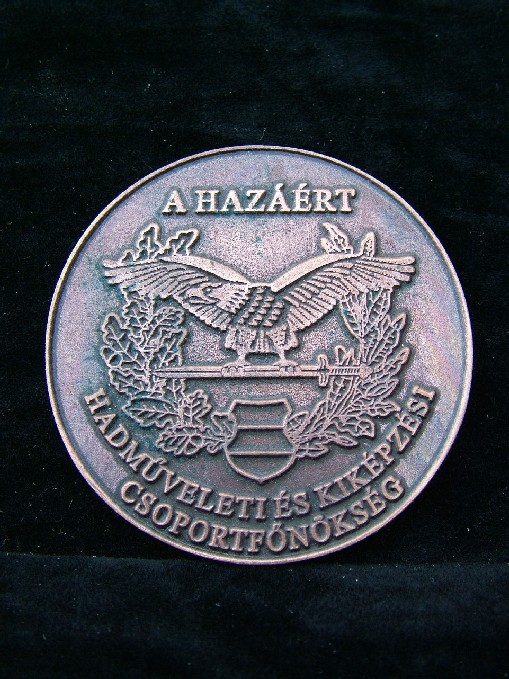 A HAZÁÉRT
HADMŰVELETI ÉS KIKÉPZÉSI
CSOPORTFŐNÖKSÉG